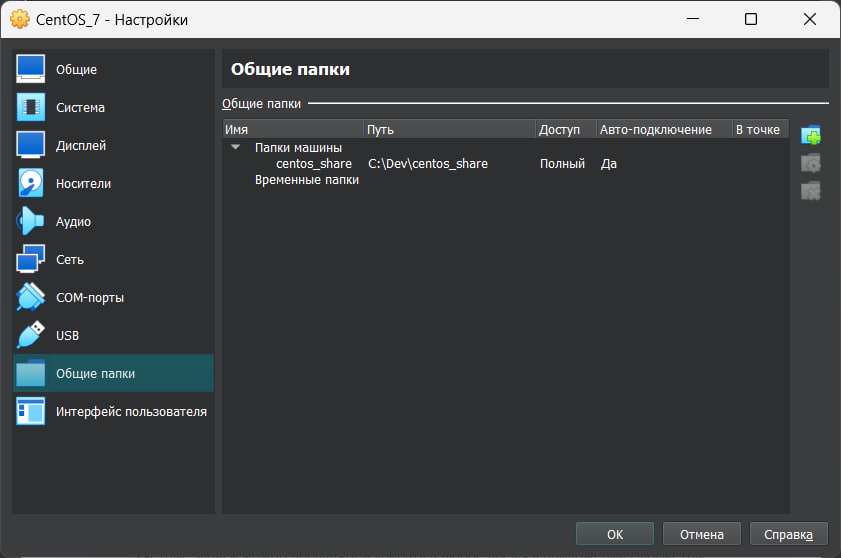 CentOS_7 - Настройки
Общие
Система
Дисплей
Носители
Аудио
Сеть
COM-порты
USB
Общие папки
Интерфейс пользователя
Общие папки
Общие папки
Имя Путь Доступ Авто-подключение В точке
Папки машины
centos_share C:\Dev\centos_share Полный Да
Временные папки
OK Отмена Справка